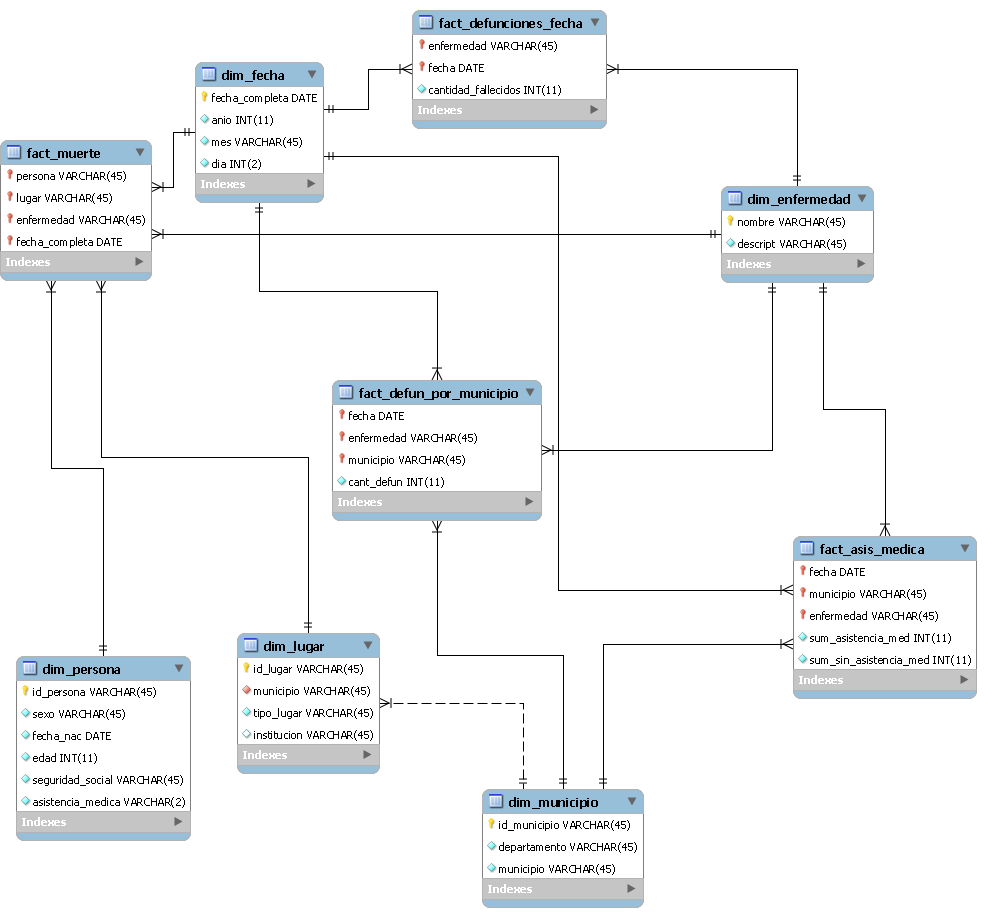 fact_defunciones_fecha
enfermedad VARCHAR(45)
fecha DATE
cantidad_fallecidos INT(11)
Indexes
dim_fecha
fecha_completa DATE
anio INT(11)
mes VARCHAR(45)
dia INT(2)
Indexes
fact_muerte
persona VARCHAR(45)
lugar VARCHAR(45)
enfermedad VARCHAR(45)
fecha_completa DATE
Indexes
dim_enfermedad
nombre VARCHAR(45)
descript VARCHAR(45)
Indexes
fact_defun_por_municipio
fecha DATE
enfermedad VARCHAR(45)
municipio VARCHAR(45)
cant_defun INT(11)
Indexes
fact_asis_medica
fecha DATE
municipio VARCHAR(45)
enfermedad VARCHAR(45)
sum_asistencia_med INT(11)
sum_sin_asistencia_med INT(11)
Indexes
dim_persona
id_persona VARCHAR(45)
sexo VARCHAR(45)
fecha_nac DATE
edad INT(11)
seguridad_social VARCHAR(45)
asistencia_medica VARCHAR(2)
Indexes
dim_lugar
id_lugar VARCHAR(45)
municipio VARCHAR(45)
tipo_lugar VARCHAR(45)
institucion VARCHAR(45)
Indexes
dim_municipio
id_municipio VARCHAR(45)
departamento VARCHAR(45)
municipio VARCHAR(45)
Indexes